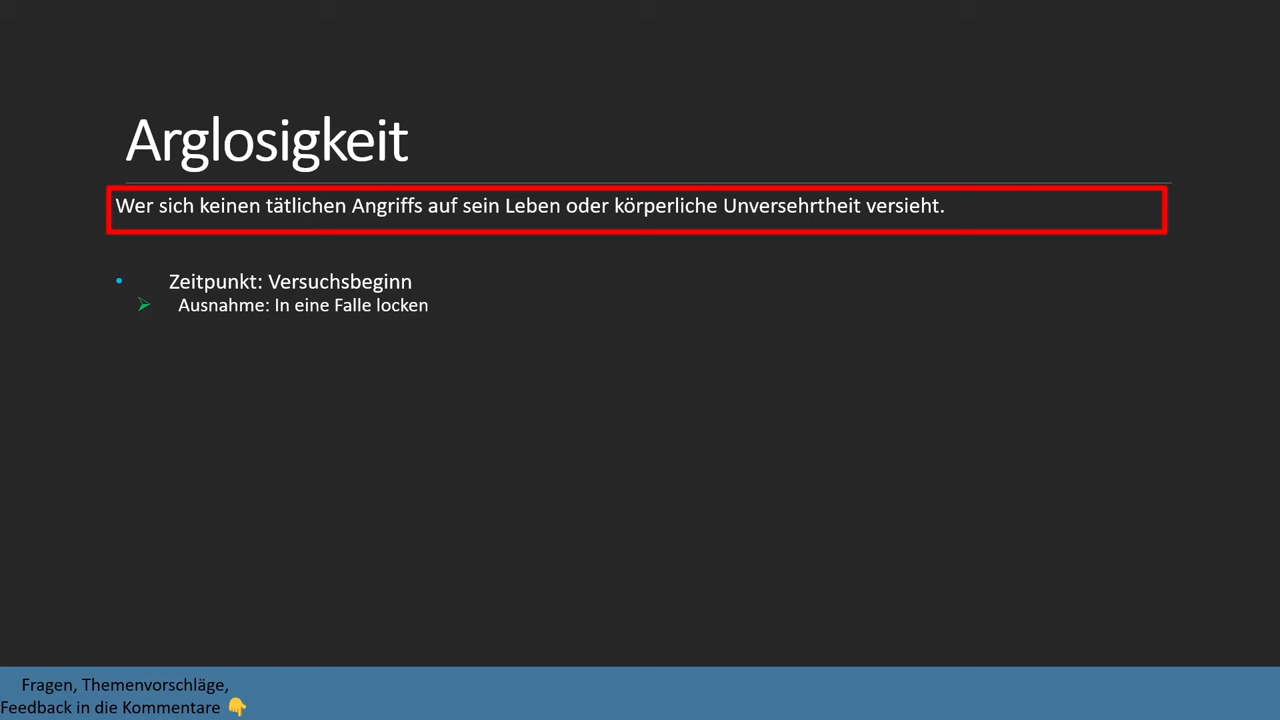 Arglosigkeit
Wer sich keinen tätlichen Angriffs auf sein Leben oder körperliche Unversehrtheit versieht.
• Zeitpunkt: Versuchsbeginn
➢ Ausnahme: In eine Falle locken
Fragen, Themenvorschläge,
Feedback in die Kommentare 👇